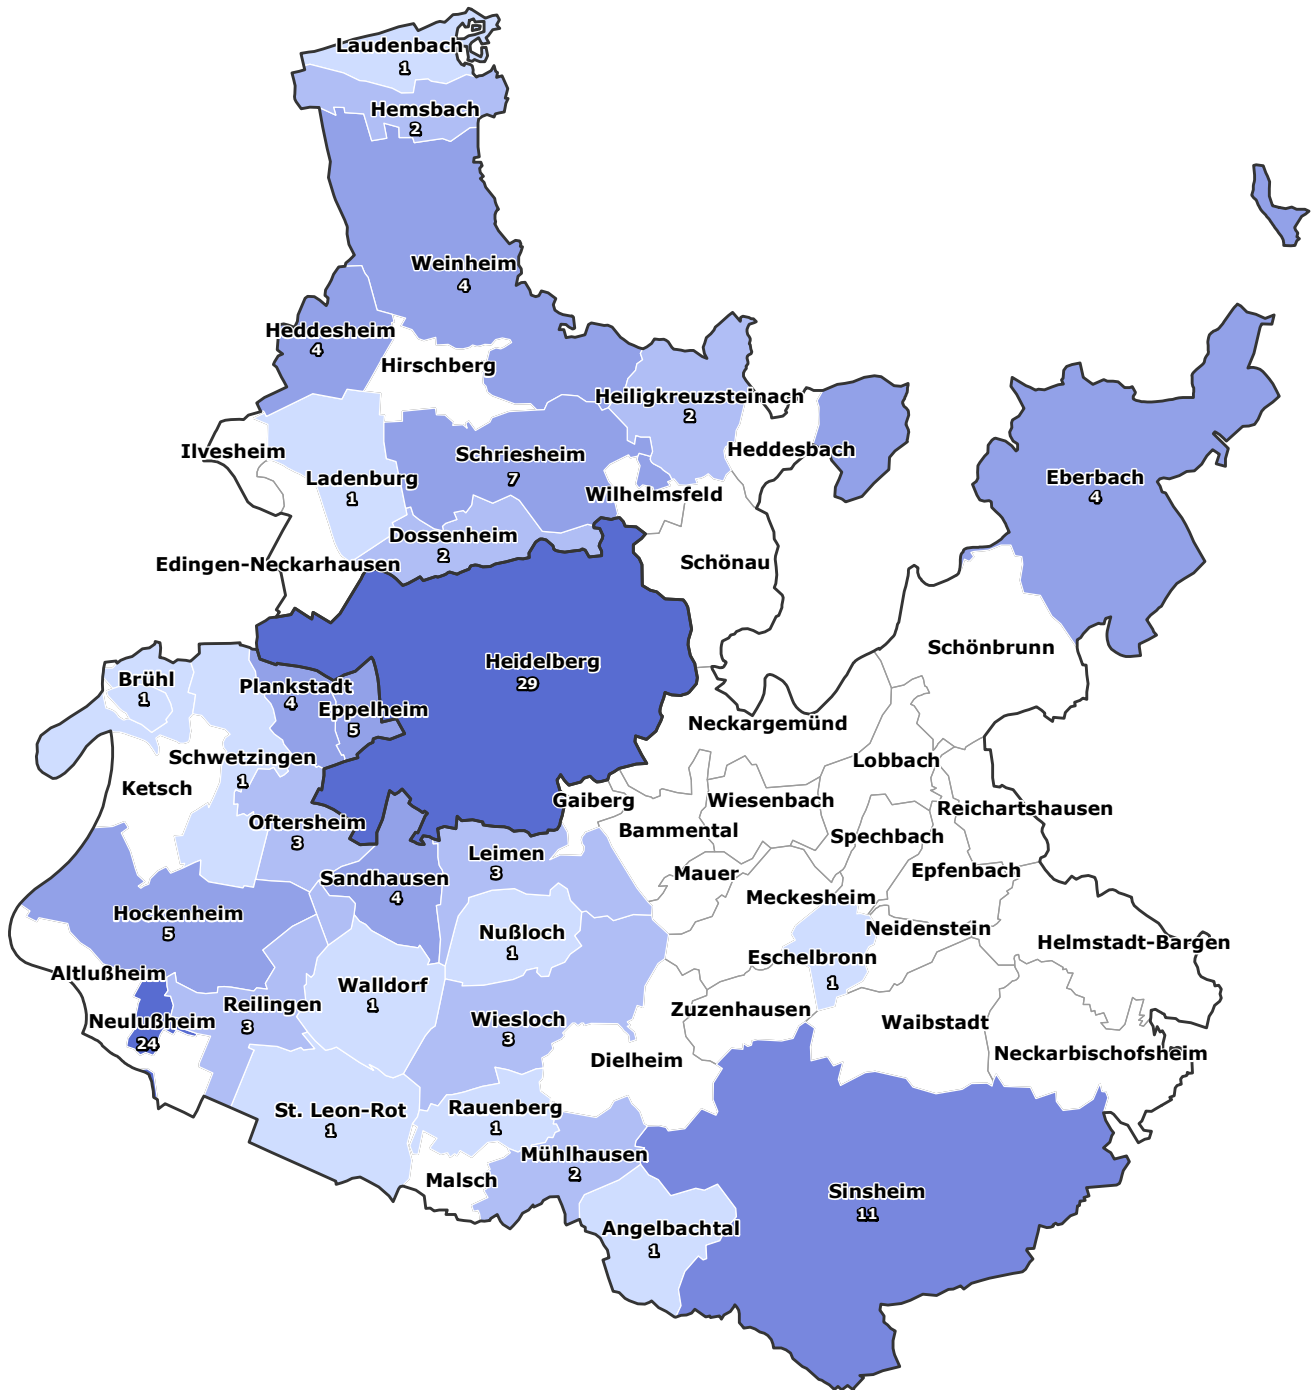 Laudenbach
1
Hemsbach
2
Weinheim
4
Heddesheim
4
Hirschberg
Heiligkreuzsteinach
2
Ilvesheim
Ladenburg
1
Schriesheim
7
Heddesbach
Wilhelmsfeld
Eberbach
4
Dossenheim
2
Edingen-Neckarhausen
Schönau
Schönbrunn
Heidelberg
29
Brühl
1
Plankstadt
4
Eppelheim
5
Neckargemünd
Schwetzingen
1
Ketsch
Lobbach
Gaiberg
Wiesenbach
Reichartshausen
Oftersheim
3
Bammental
Spechbach
Leimen
3
Sandhausen
4
Mauer
Epfenbach
Meckesheim
Hockenheim
5
Nußloch
1
Neidenstein
Helmstadt-Bargen
Eschelbronn
1
Altlußheim
Walldorf
1
Reilingen
3
Neulußheim
24
Wiesloch
3
Zuzenhausen
Waibstadt
Dielheim
Neckarbischofsheim
St. Leon-Rot
1
Rauenberg
1
Mühlhausen
2
Malsch
Sinsheim
11
Angelbachtal
1